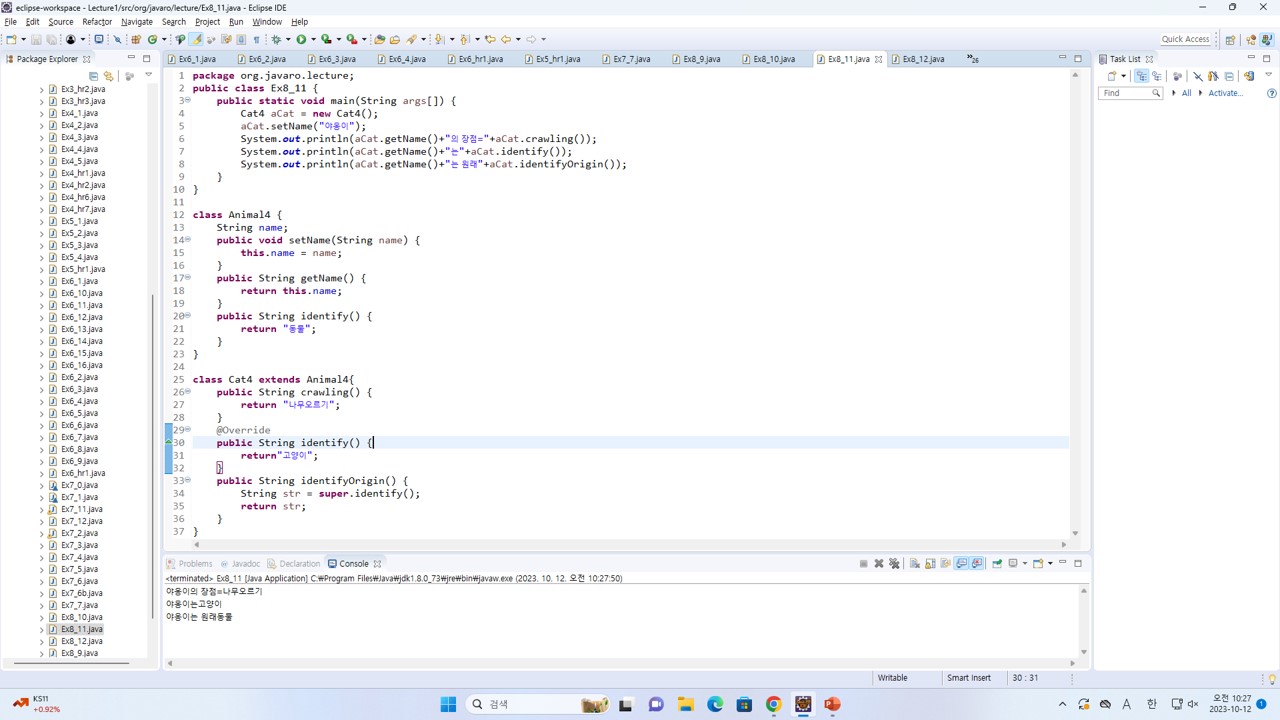 eclipse-workspace - Lecture1/src/org/javaro/lecture/Ex8_11.java - Eclipse IDE
File Edit Source Refactor Navigate Search Project Run Window Help
Quick Access
Package Explorer
Ex6_1.java Ex6_2.java Ex6_3.java Ex6_4.java Ex6_hr1.java Ex5_hr1.java Ex7_7.java Ex8_9.java Ex8_10.java Ex8_11.java Ex8_12.java »26
Task List
Find All Activate...
Ex3_hr2.java
Ex3_hr3.java
Ex4_1.java
Ex4_2.java
Ex4_3.java
Ex4_4.java
Ex4_5.java
Ex4_hr1.java
Ex4_hr2.java
Ex4_hr6.java
Ex4_hr7.java
Ex5_1.java
Ex5_2.java
Ex5_3.java
Ex5_4.java
Ex5_hr1.java
Ex6_1.java
Ex6_10.java
Ex6_11.java
Ex6_12.java
Ex6_13.java
Ex6_14.java
Ex6_15.java
Ex6_16.java
Ex6_2.java
Ex6_3.java
Ex6_4.java
Ex6_5.java
Ex6_6.java
Ex6_7.java
Ex6_8.java
Ex6_9.java
Ex6_hr1.java
Ex7_0.java
Ex7_1.java
Ex7_11.java
Ex7_12.java
Ex7_2.java
Ex7_3.java
Ex7_4.java
Ex7_5.java
Ex7_6.java
Ex7_6b.java
Ex7_7.java
Ex8_10.java
Ex8_11.java
Ex8_12.java
Ex8_9.java
1 package org.javaro.lecture;
2 public class Ex8_11 {
3 public static void main(String args[]) {
4 Cat4 aCat = new Cat4();
5 aCat.setName("야옹이");
6 System.out.println(aCat.getName()+"의 장점="+aCat.crawling());
7 System.out.println(aCat.getName()+"는"+aCat.identify());
8 System.out.println(aCat.getName()+"는 원래"+aCat.identifyOrigin());
9 }
10 }
11
12 class Animal4 {
13 String name;
14 public void setName(String name) {
15 this.name = name;
16 }
17 public String getName() {
18 return this.name;
19 }
20 public String identify() {
21 return "동물";
22 }
23 }
24
25 class Cat4 extends Animal4{
26 public String crawling() {
27 return "나무오르기";
28 }
29 @Override
30 public String identify() {
31 return"고양이";
32 }
33 public String identifyOrigin() {
34 String str = super.identify();
35 return str;
36 }
37 }
Problems Javadoc Declaration Console
<terminated> Ex8_11 [Java Application] C:₩Program Files₩Java₩jdk1.8.0_73₩jre₩bin₩javaw.exe (2023. 10. 12. 오전 10:27:50)
야옹이의 장점=나무오르기
야옹이는고양이
야옹이는 원래동물
Writable Smart Insert 30 : 31
KS11
+0.92%
검색
A 한
오전 10:27
2023-10-12
1